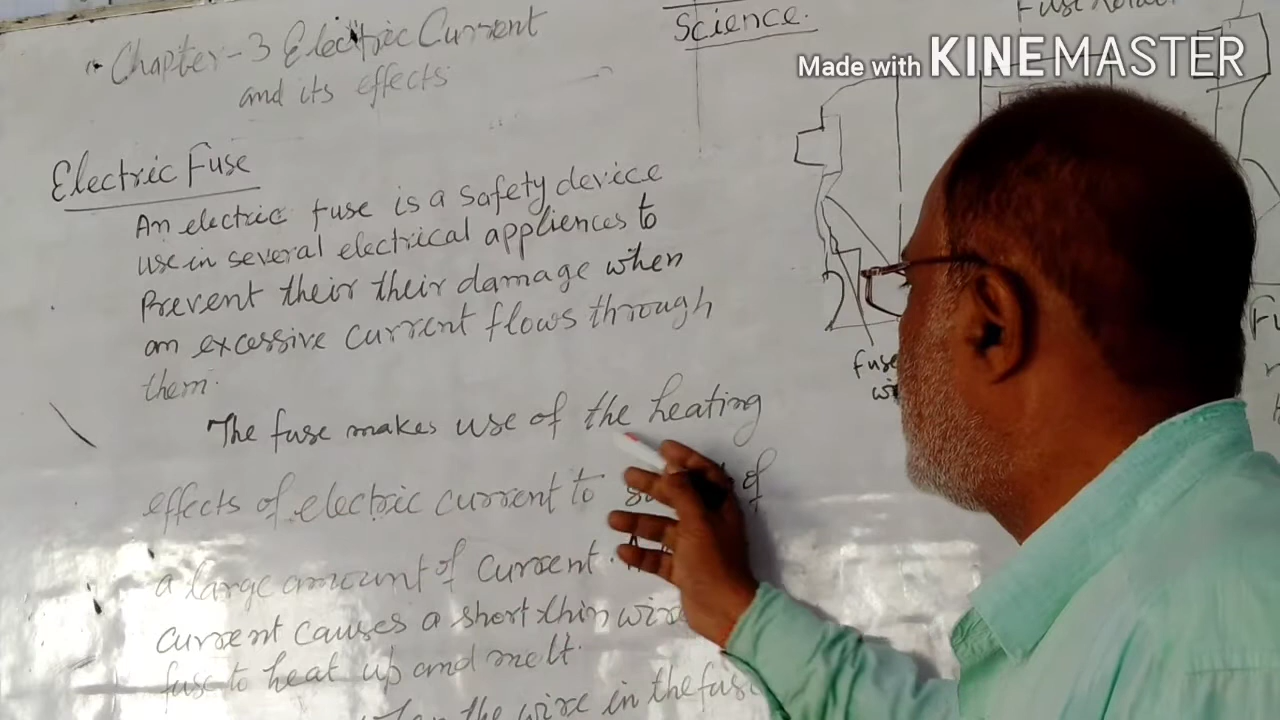 Science.
Made with KINEMASTER
Chapter-3 Electric Current
and its effects
Electric Fuse
An electric fuse is a safety device
use in several electrical appliences to
Prevent their their damage when
an excessive current flows through
them.
The fuse makes use of the heating
effects of electric current to of
a large amount of current.
current causes a short thin wire
fuse to heat up and melt.
the wire in the fuse
Fuse